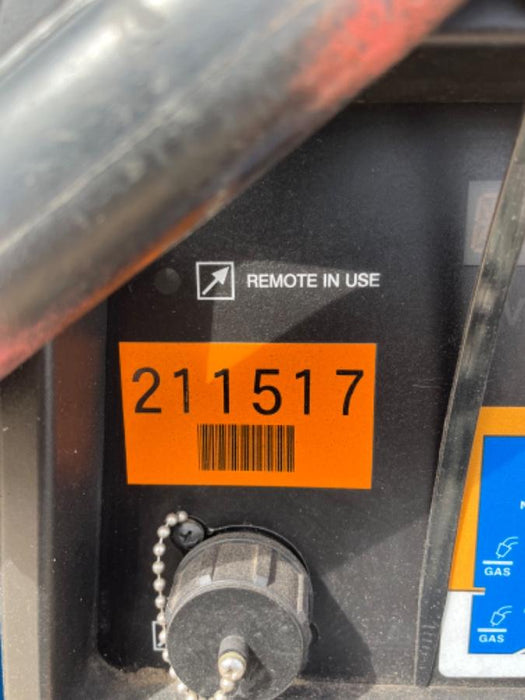 REMOTE IN USE
211517
GAS
GAS